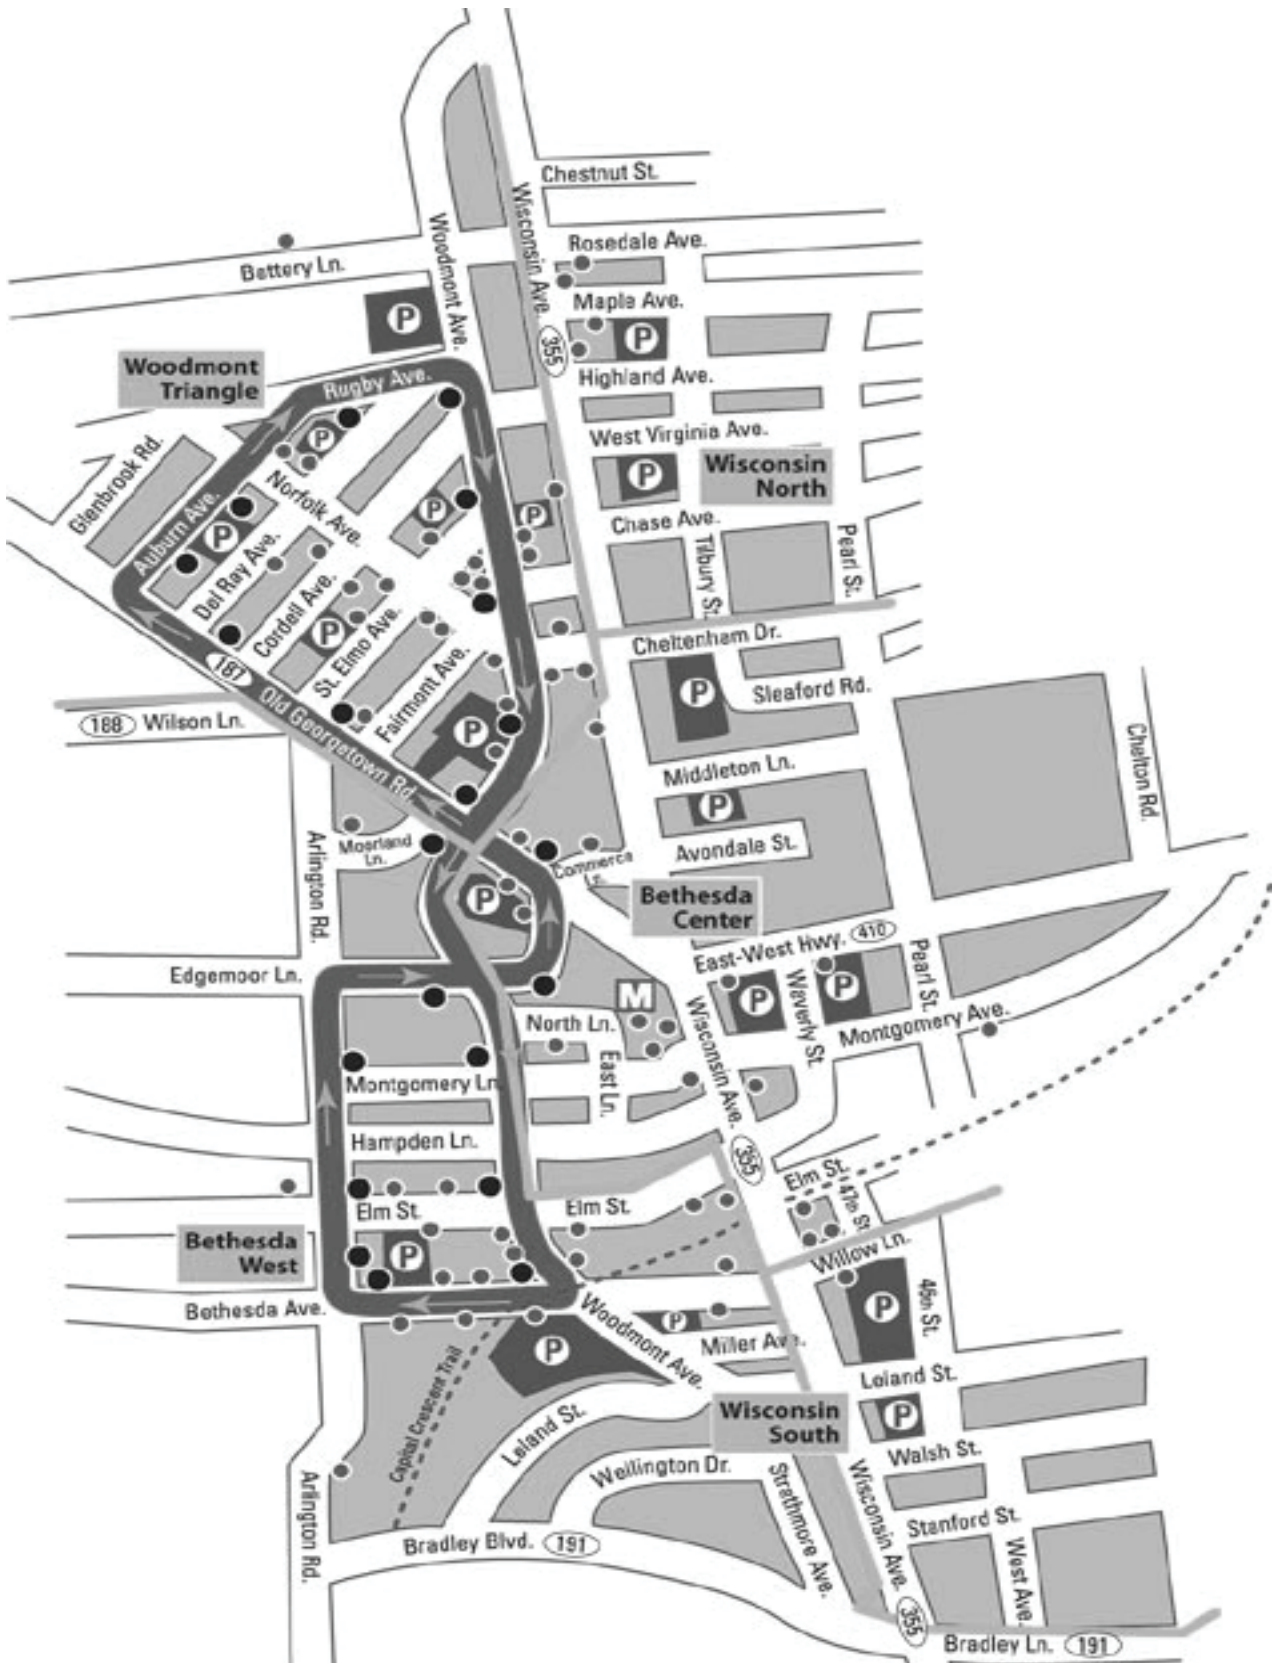 Chestnut St.
Wisconsin Ave.
Woodmont Ave.
Rosedale Ave.
Battery Ln.
Maple Ave.
P
P
355
Woodmont
Triangle
Rugby Ave.
Highland Ave.
West Virginia Ave.
P
Glenbrook Rd.
Wisconsin
North
P
Norfolk Ave.
Auburn Ave.
P
P
P
Chase Ave.
Tilbury St.
Pearl St.
Del Ray Ave.
Cordell Ave.
P
St. Elmo Ave.
Cheltenham Dr.
187
Old Georgetown Rd.
Fairmont Ave.
P
Sleaford Rd.
188
Wilson Ln.
P
Chelton Rd.
Middleton Ln.
P
Moorland
Ln.
Avondale St.
Arlington Rd.
Commerce
Ln.
P
Bethesda
Center
East-West Hwy.
410
Edgemoor Ln.
Pearl St.
M
P
P
Waverly St.
North Ln.
Wisconsin Ave.
Montgomery Ave.
East Ln.
Montgomery Ln
Hampden Ln.
355
Elm St.
47th St.
Elm St.
Elm St.
Bethesda
West
P
Willow Ln.
Bethesda Ave.
Woodmont Ave.
P
46th St.
P
Miller Ave.
P
Capital Crescent Trail
Leland St.
Leland St.
Wisconsin
South
P
Walsh St.
Wellington Dr.
Strathmore Ave.
Wisconsin Ave.
Arlington Rd.
Stanford St.
Bradley Blvd.
191
West Ave.
355
Bradley Ln.
191